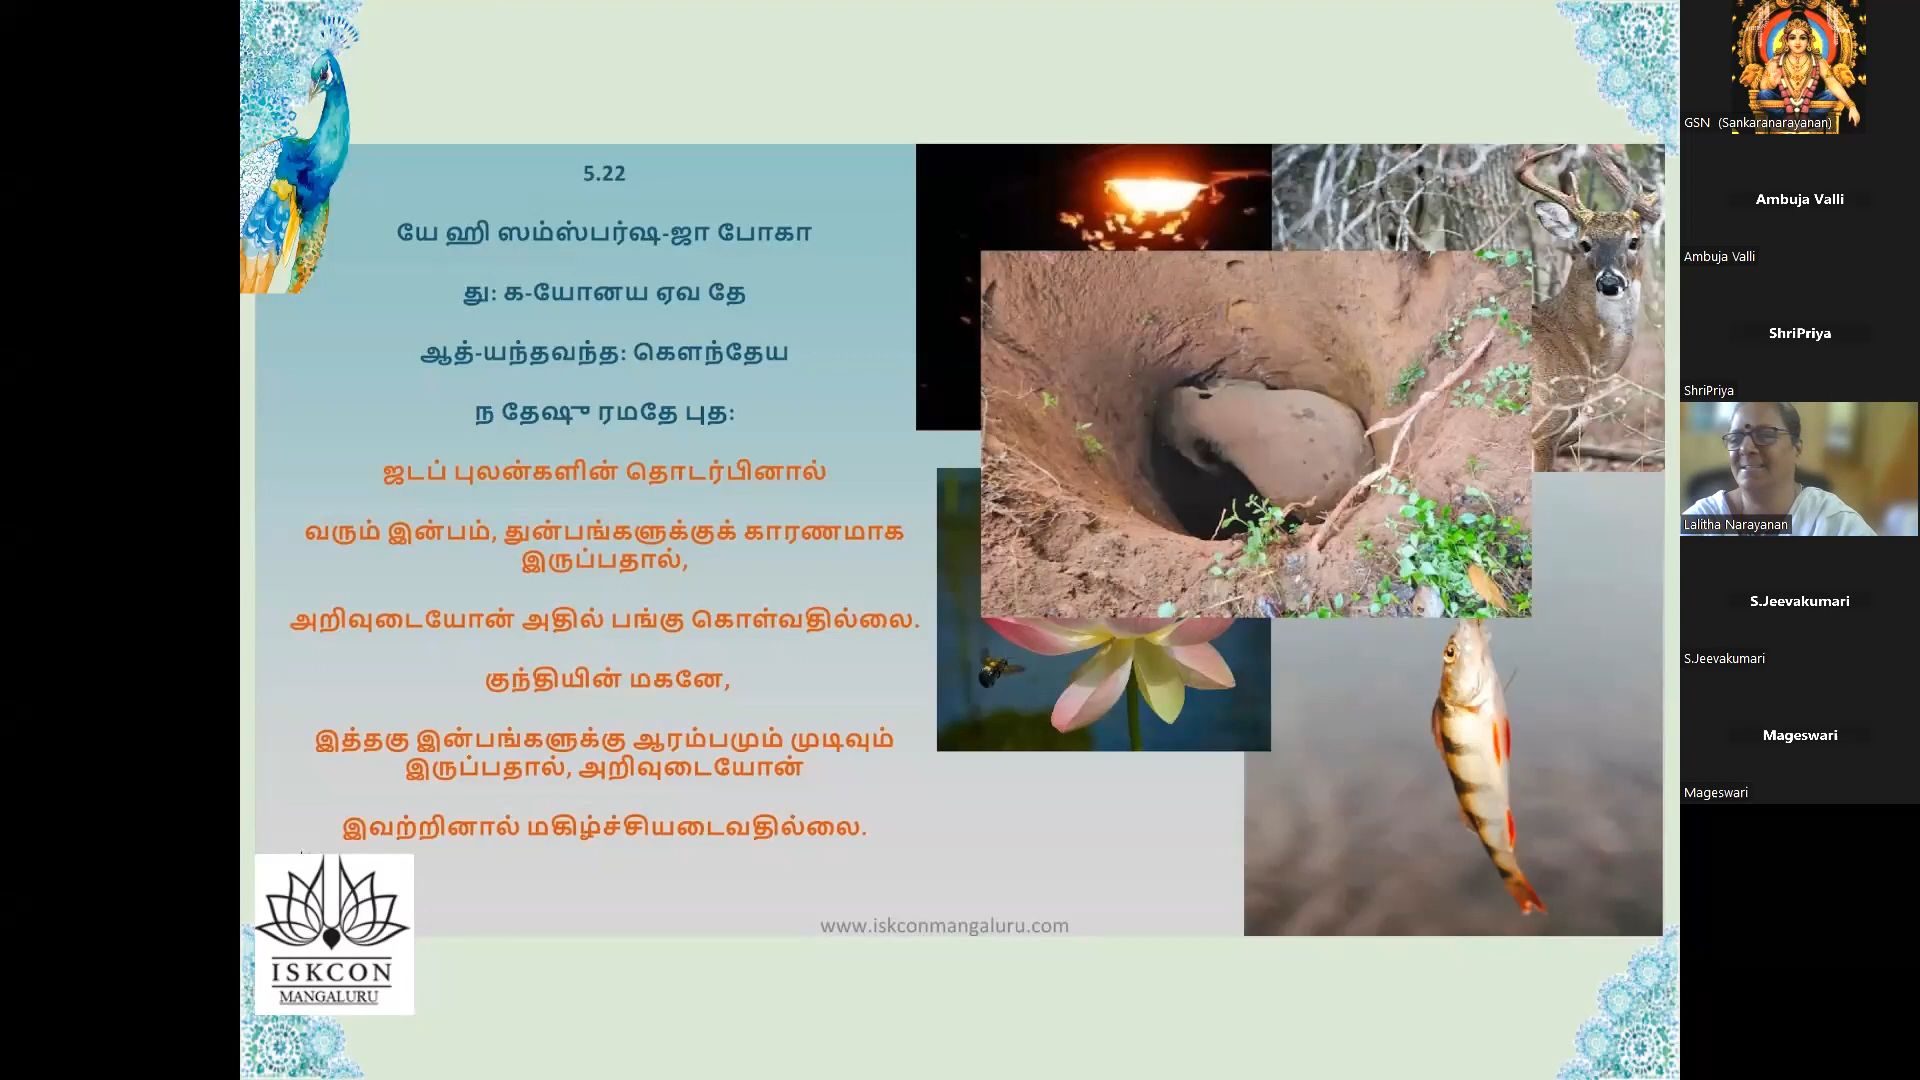 5.22
யே ஹி ஸம்ஸ்பர்ஷ-ஜா போகா
து: க-யோனய ஏவ தே
ஆத்-யந்தவந்த: கௌந்தேய
ந தேஷு ரமதே புத:
ஜடப் புலன்களின் தொடர்பினால்
வரும் இன்பம், துன்பங்களுக்குக் காரணமாக
இருப்பதால்,
அறிவுடையோன் அதில் பங்கு கொள்வதில்லை.
குந்தியின் மகனே,
இத்தகு இன்பங்களுக்கு ஆரம்பமும் முடிவும்
இருப்பதால், அறிவுடையோன்
இவற்றினால் மகிழ்ச்சியடைவதில்லை.
www.iskconmangaluru.com
ISKCON
MANGALURU
GSN (Sankaranarayanan)
Ambuja Valli
Ambuja Valli
ShriPriya
ShriPriya
Lalitha Narayanan
S.Jeevakumari
S.Jeevakumari
Mageswari
Mageswari